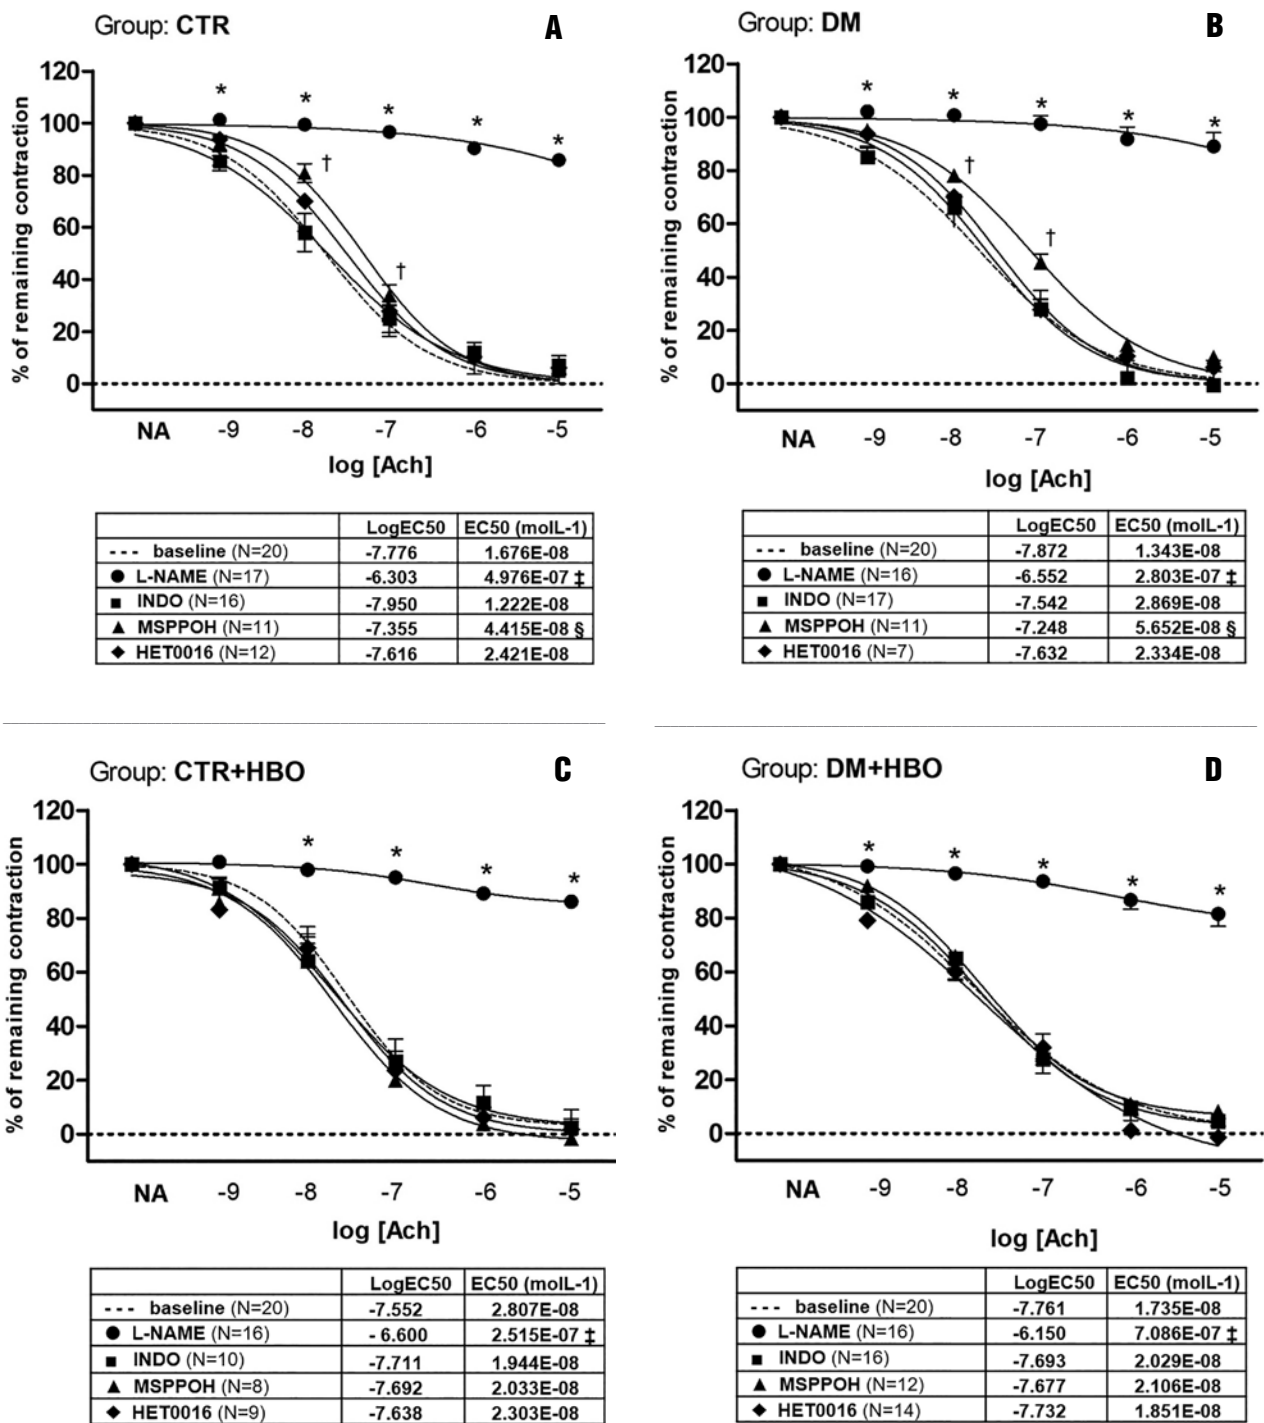 Group: CTR
A
120
100
80
60
40
20
0
% of remaining contraction
* * * * *
† †
NA -9 -8 -7 -6 -5
log [Ach]
LogEC50 EC50 (molL-1)
baseline (N=20) -7.776 1.676E-08
L-NAME (N=17) -6.303 4.976E-07 ‡
INDO (N=16) -7.950 1.222E-08
MSPPOH (N=11) -7.355 4.415E-08 §
HET0016 (N=12) -7.616 2.421E-08
Group: DM
B
120
100
80
60
40
20
0
% of remaining contraction
* * * * *
† †
NA -9 -8 -7 -6 -5
log [Ach]
LogEC50 EC50 (molL-1)
baseline (N=20) -7.872 1.343E-08
L-NAME (N=16) -6.552 2.803E-07 ‡
INDO (N=17) -7.542 2.869E-08
MSPPOH (N=11) -7.248 5.652E-08 §
HET0016 (N=7) -7.632 2.334E-08
Group: CTR+HBO
C
120
100
80
60
40
20
0
% of remaining contraction
* * * *
NA -9 -8 -7 -6 -5
log [Ach]
LogEC50 EC50 (molL-1)
baseline (N=20) -7.552 2.807E-08
L-NAME (N=16) - 6.600 2.515E-07 ‡
INDO (N=10) -7.711 1.944E-08
MSPPOH (N=8) -7.692 2.033E-08
HET0016 (N=9) -7.638 2.303E-08
Group: DM+HBO
D
120
100
80
60
40
20
0
% of remaining contraction
* * * * *
NA -9 -8 -7 -6 -5
log [Ach]
LogEC50 EC50 (molL-1)
baseline (N=20) -7.761 1.735E-08
L-NAME (N=16) -6.150 7.086E-07 ‡
INDO (N=16) -7.693 2.029E-08
MSPPOH (N=12) -7.677 2.106E-08
HET0016 (N=14) -7.732 1.851E-08